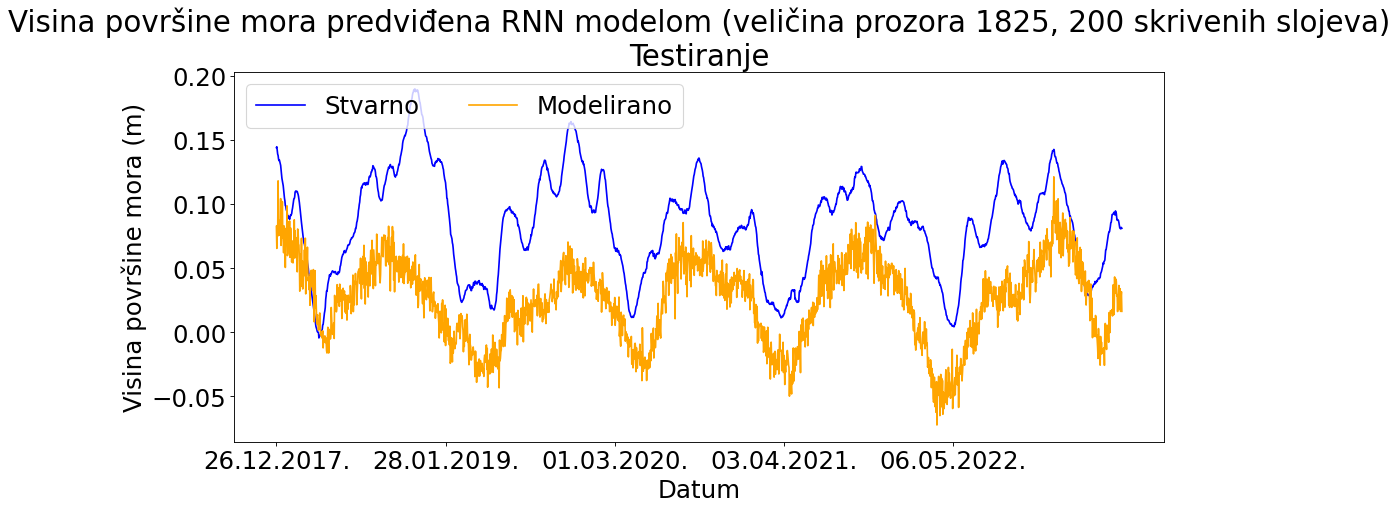 Visina površine mora predviđena RNN modelom (veličina prozora 1825, 200 skrivenih slojeva)
Testiranje
Stvarno Modelirano
Visina površine mora (m)
0.20
0.15
0.10
0.05
0.00
−0.05
26.12.2017. 28.01.2019. 01.03.2020. 03.04.2021. 06.05.2022.
Datum